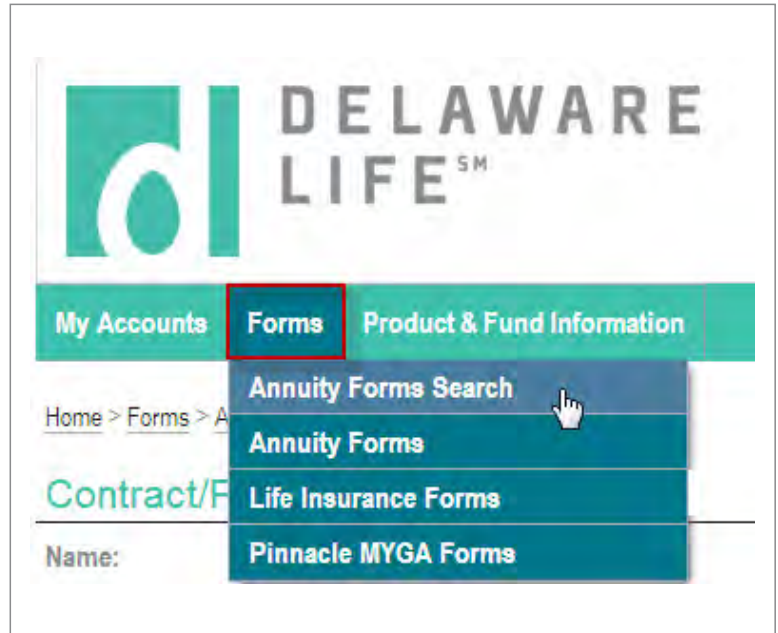 DELAWARE
LIFE℠
My Accounts Forms Product & Fund Information
Annuity Forms Search
Home > Forms > A
Annuity Forms
Contract/F
Life Insurance Forms
Name:
Pinnacle MYGA Forms